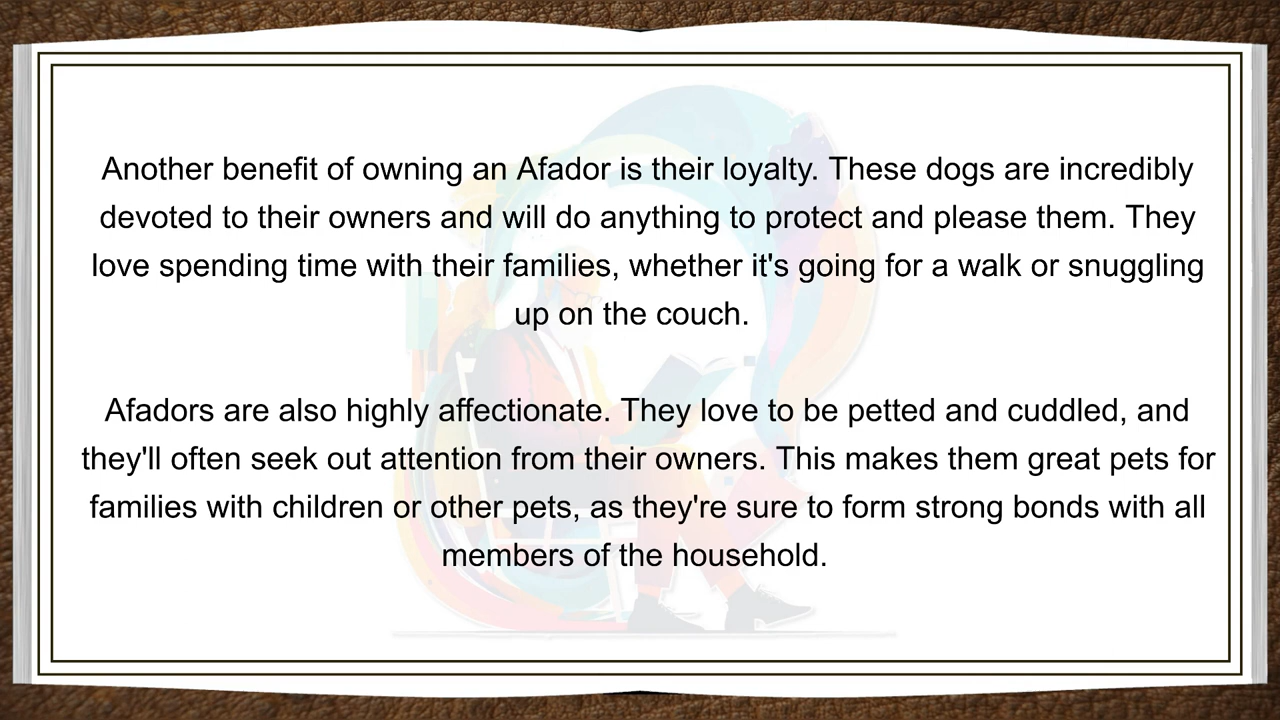 Another benefit of owning an Afador is their loyalty. These dogs are incredibly
devoted to their owners and will do anything to protect and please them. They
love spending time with their families, whether it's going for a walk or snuggling
up on the couch.
Afadors are also highly affectionate. They love to be petted and cuddled, and
they'll often seek out attention from their owners. This makes them great pets for
families with children or other pets, as they're sure to form strong bonds with all
members of the household.